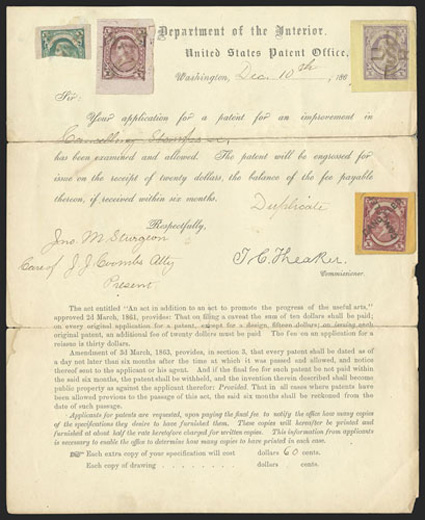 Department of the Interior.
United States Patent Office,
Washington, Dec 10th, 186
Sir:
Your application for a patent for an improvement in
Cancelling Stamps &c,
has been examined and allowed. The patent will be engrossed for
issue on the receipt of twenty dollars, the balance of the fee payable
thereon, if received within six months.
Duplicate
Respectfully,
Jno. M. Sturgeon
Care of J. J. Coombs Atty
Present
T. C. Theaker.
Commissioner.
The act entitled "An act in addition to an act to promote the progress of the useful arts,"
approved 2d March, 1861, provides: That on filing a caveat the sum of ten dollars shall be paid;
on every original application for a patent, except for a design, fifteen dollars; on issuing each
original patent, an additional fee of twenty dollars must be paid The fee on an application for a
reissue is thirty dollars.
Amendment of 3d March, 1863, provides, in section 3, that every patent shall be dated as
of a day not later than six months after the time at which it was passed and allowed, and notice
thereof sent to the applicant or his agent. And if the final fee for such patent be not paid within
the said six months, the patent shall be withheld, and the invention therein described shall become
public property as against the applicant therefor: Provided. That in all cases where patents have
been allowed previous to the passage of this act, the said six months shall be reckoned from the
date of such passage.
Applicants for patents are requested, upon paying the final fee to notify the office how many copies
of the specifications they desire to have furnished them. These copies will hereafter be printed and
furnished at about half the rate heretofore charged for written copies. This information from applicants
is necessary to enable the office to determine how many copies to have printed in each case.
Each extra copy of your specification will cost dollars 60 cents.
Each copy of drawing . . . . . . . dollars cents.